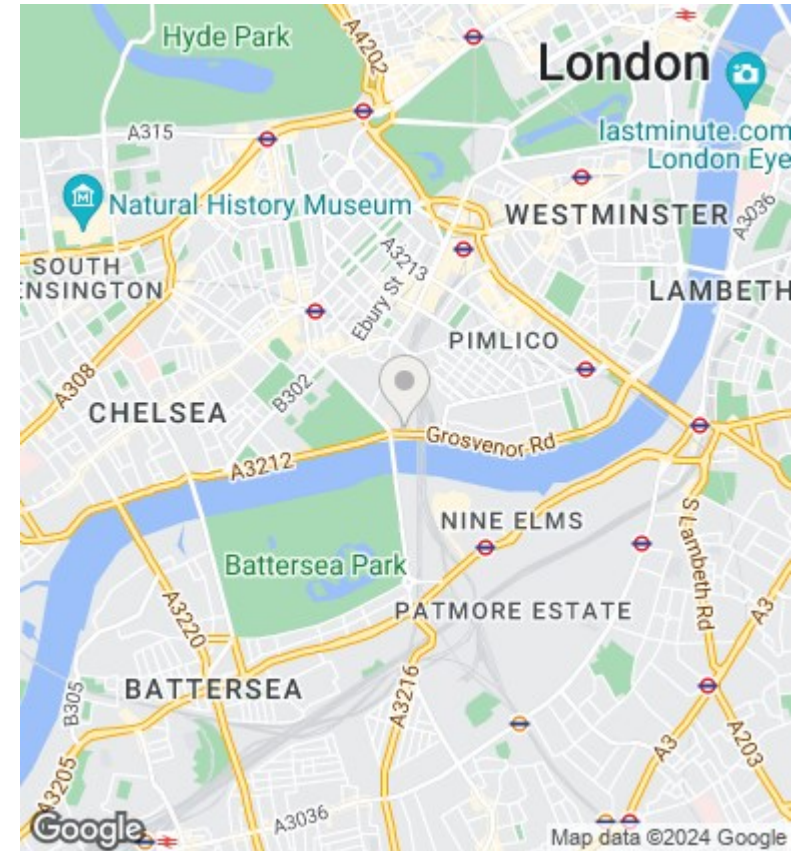 Hyde Park
A4202
London
A315
lastminute.com
London Eye
Natural History Museum
WESTMINSTER
A3036
SOUTH
ENSINGTON
A3213
LAMBETH
Ebury St
PIMLICO
A308
B302
CHELSEA
Grosvenor Rd
A3212
NINE ELMS
S Lambeth Rd
Battersea Park
A3220
PATMORE ESTATE
A3
B305
BATTERSEA
A3216
A3
A203
A3205
A3036
Google
Map data ©2024 Google